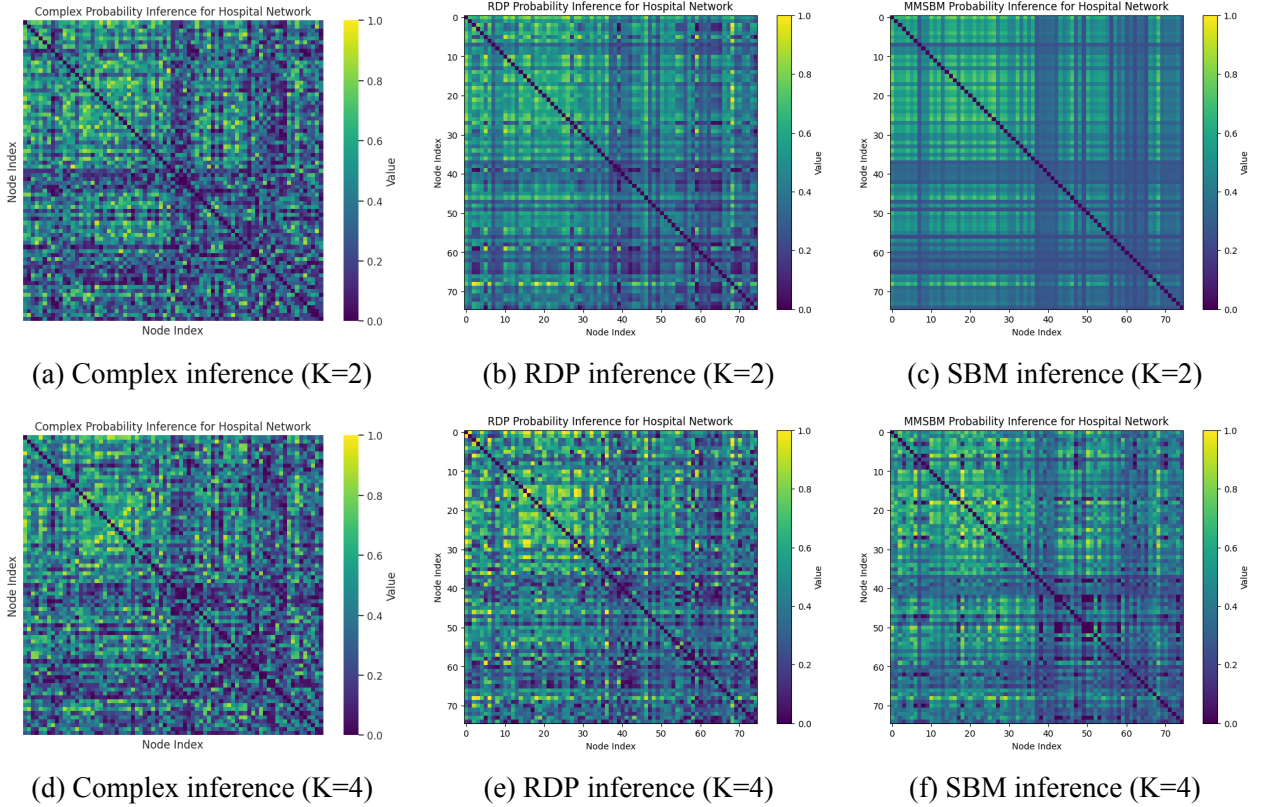 Complex Probability Inference for Hospital Network
1.0
0.8
0.6
0.4
0.2
0.0
Value
Node Index
Node Index
(a) Complex inference (K=2)
RDP Probability Inference for Hospital Network
0
10
20
30
40
50
60
70
0 10 20 30 40 50 60 70
Node Index
Node Index
1.0
0.8
0.6
0.4
0.2
0.0
Value
(b) RDP inference (K=2)
MMSBM Probability Inference for Hospital Network
0
10
20
30
40
50
60
70
0 10 20 30 40 50 60 70
Node Index
Node Index
1.0
0.8
0.6
0.4
0.2
0.0
Value
(c) SBM inference (K=2)
Complex Probability Inference for Hospital Network
1.0
0.8
0.6
0.4
0.2
0.0
Value
Node Index
Node Index
(d) Complex inference (K=4)
RDP Probability Inference for Hospital Network
0
10
20
30
40
50
60
70
0 10 20 30 40 50 60 70
Node Index
Node Index
1.0
0.8
0.6
0.4
0.2
0.0
Value
(e) RDP inference (K=4)
MMSBM Probability Inference for Hospital Network
0
10
20
30
40
50
60
70
0 10 20 30 40 50 60 70
Node Index
Node Index
1.0
0.8
0.6
0.4
0.2
0.0
Value
(f) SBM inference (K=4)